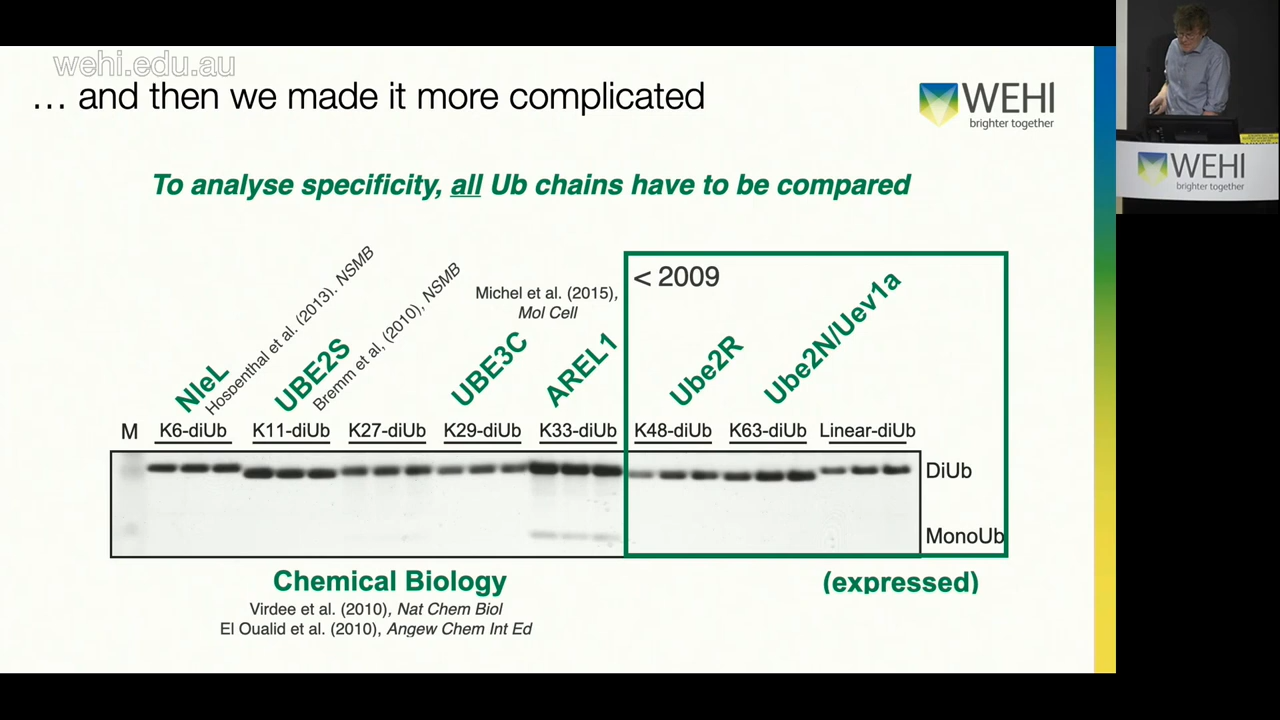 wehi.edu.au
… and then we made it more complicated
WEHI
brighter together
To analyse specificity, all Ub chains have to be compared
NleL
Hospenthal et al. (2013). NSMB
UBE2S
Bremm et al, (2010), NSMB
Michel et al. (2015),
Mol Cell
UBE3C
AREL1
< 2009
Ube2R
Ube2N/Uev1a
M K6-diUb K11-diUb K27-diUb K29-diUb K33-diUb K48-diUb K63-diUb Linear-diUb
DiUb
MonoUb
Chemical Biology
(expressed)
Virdee et al. (2010), Nat Chem Biol
El Oualid et al. (2010), Angew Chem Int Ed
WEHI
brighter together